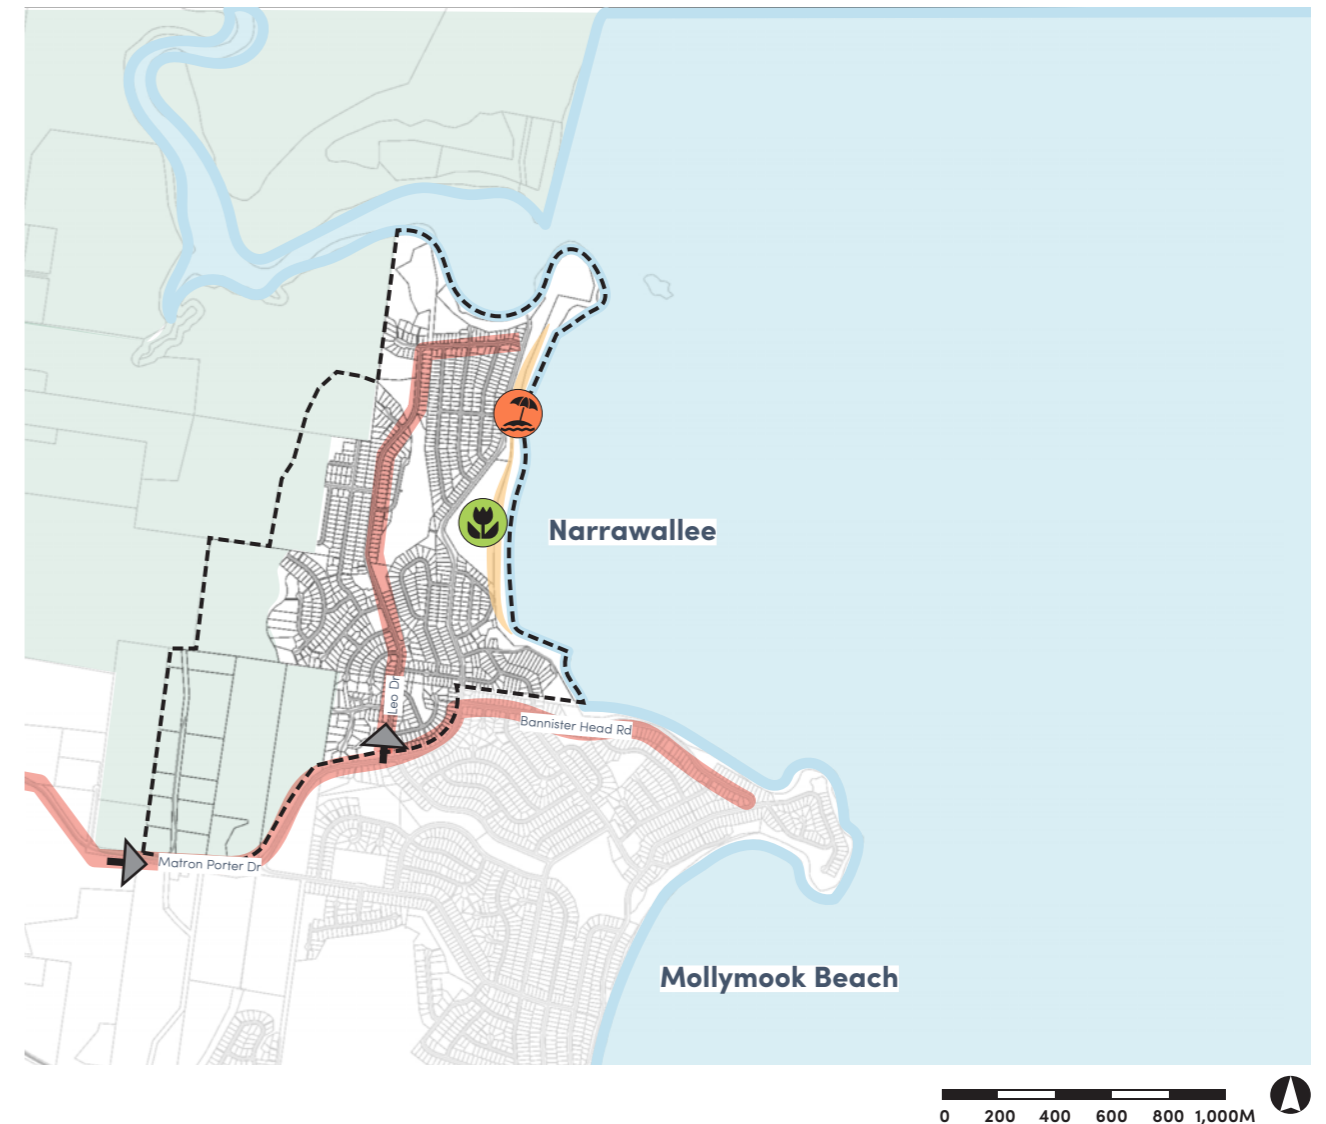 Narrawallee
Leo Dr
Bannister Head Rd
Matron Porter Dr
Mollymook Beach
0 200 400 600 800 1,000M